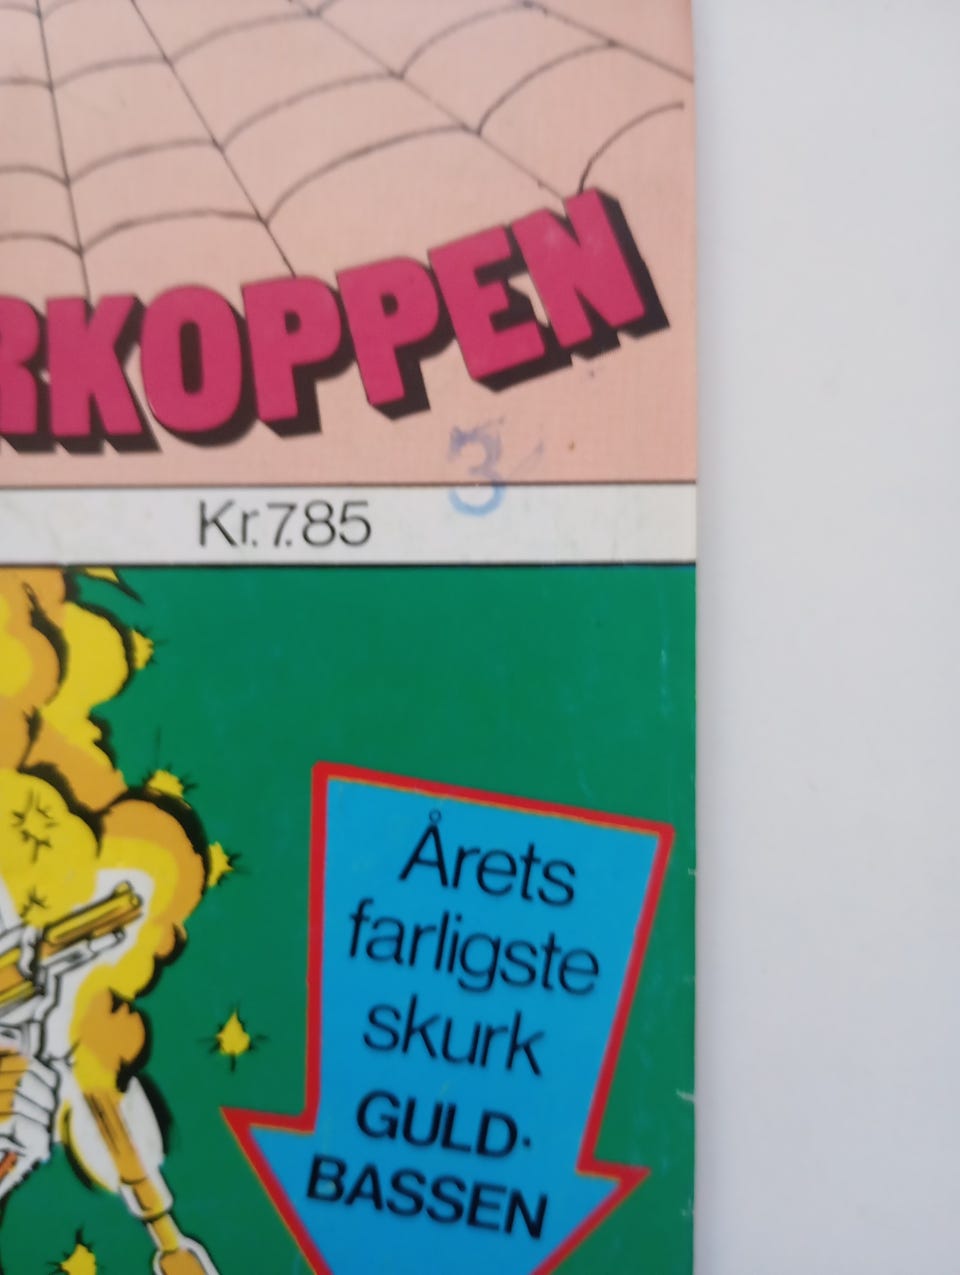 RKOPPEN
3
Kr. 7.85
Årets
farligste
skurk
GULD-
BASSEN